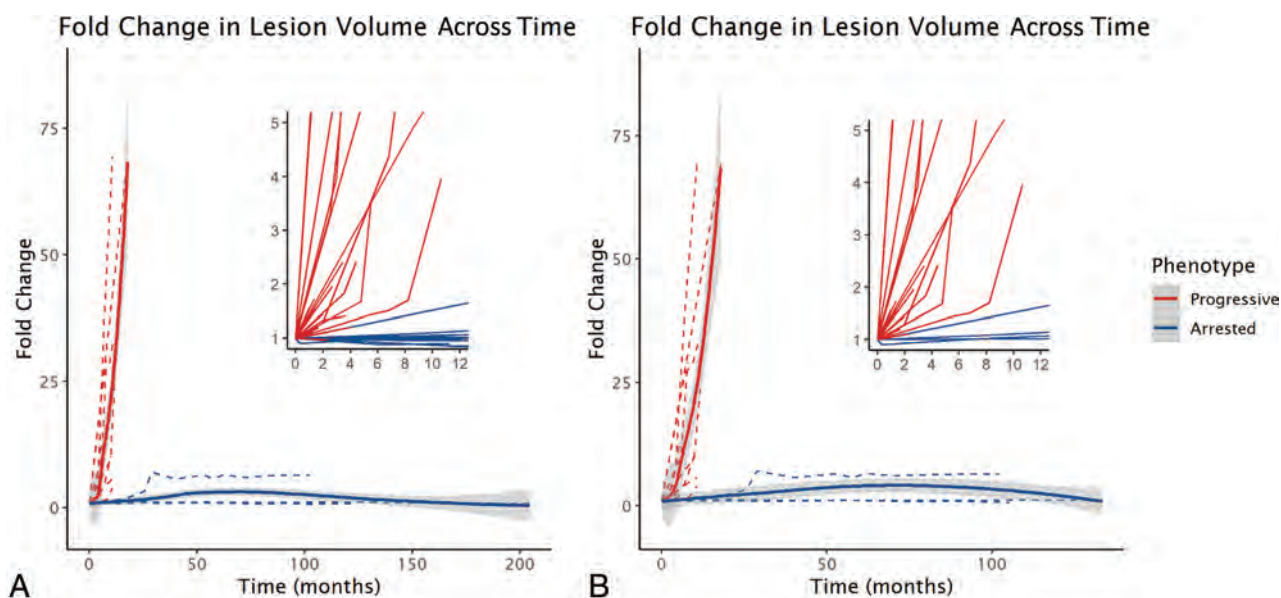 Fold Change in Lesion Volume Across Time
Fold Change
75
50
25
0
5
4
3
2
1
0 2 4 6 8 10 12
0 50 100 150 200
Time (months)
A
Fold Change in Lesion Volume Across Time
Fold Change
75
50
25
0
5
4
3
2
1
0 2 4 6 8 10 12
0 50 100
Time (months)
B
Phenotype
Progressive
Arrested